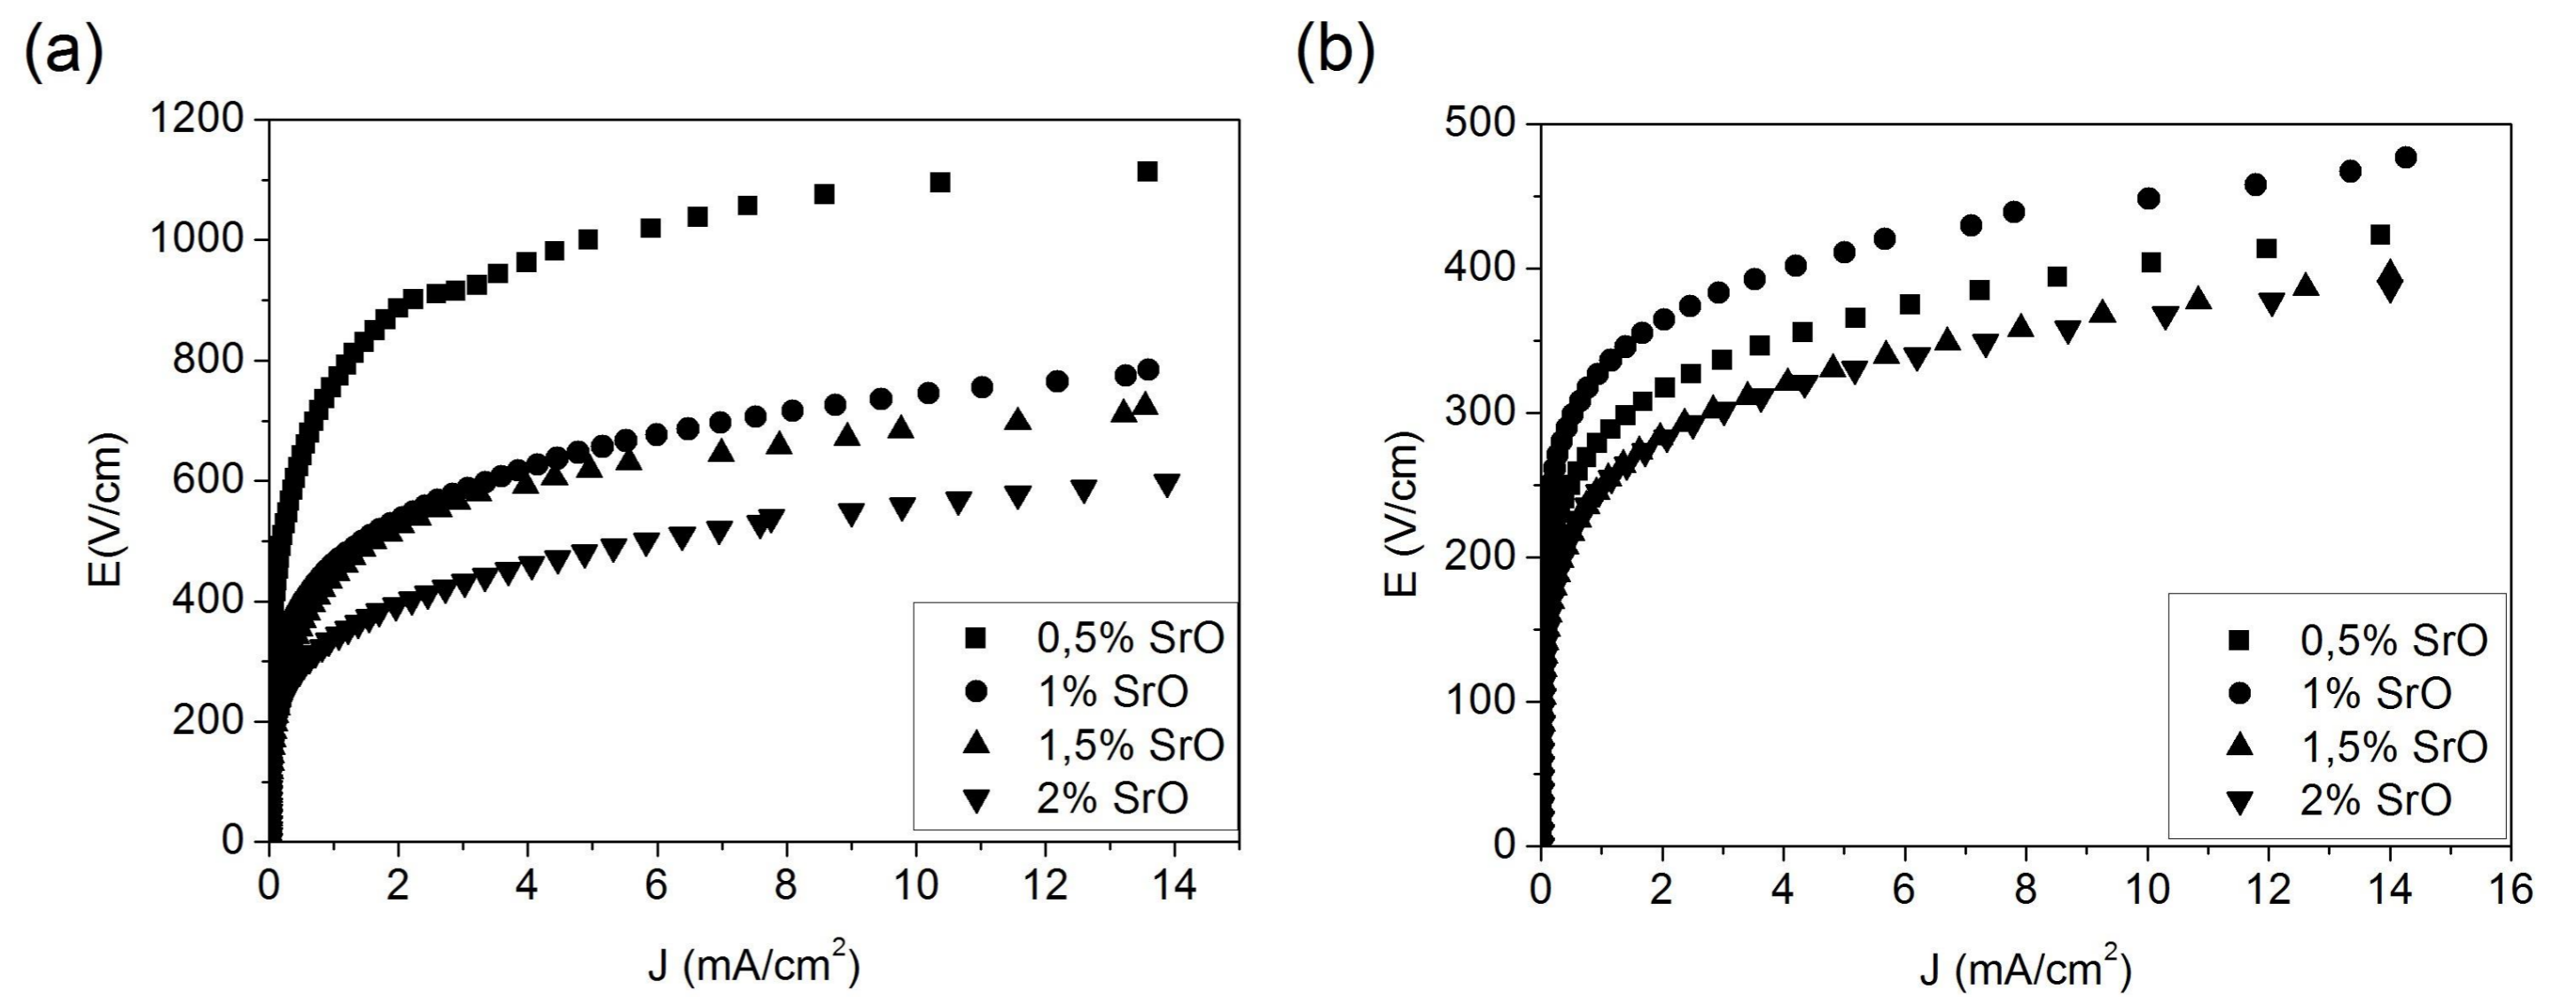 (a)
1200
1000
800
600
400
200
0
E(V/cm)
0 2 4 6 8 10 12 14
J (mA/cm²)
0,5% SrO
1% SrO
1,5% SrO
2% SrO
(b)
500
400
300
200
100
0
E (V/cm)
0 2 4 6 8 10 12 14 16
J (mA/cm²)
0,5% SrO
1% SrO
1,5% SrO
2% SrO